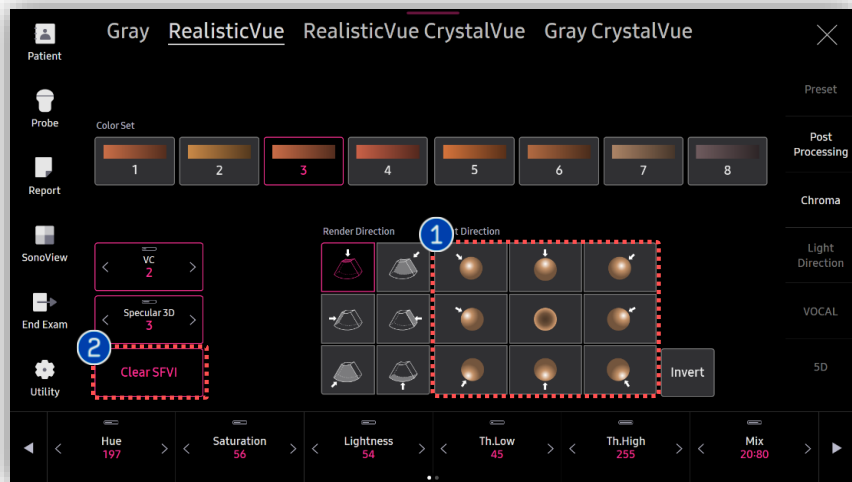 Gray RealisticVue RealisticVue CrystalVue Gray CrystalVue
Patient
Probe
Report
SonoView
End Exam
Utility
Color Set
1 2 3 4 5 6 7 8
VC
2
Specular 3D
3
2
Clear SFVI
Render Direction
1
t Direction
Invert
Preset
Post
Processing
Chroma
Light
Direction
VOCAL
5D
Hue
197
Saturation
56
Lightness
54
Th.Low
45
Th.High
255
Mix
20:80